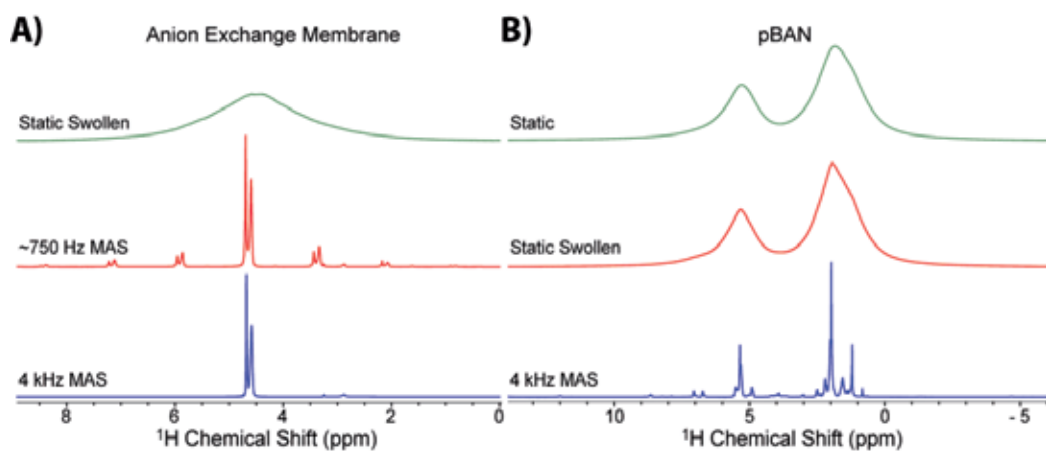 A)
Anion Exchange Membrane
Static Swollen
~750 Hz MAS
4 kHz MAS
8 6 4 2 0
¹H Chemical Shift (ppm)
B)
pBAN
Static
Static Swollen
4 kHz MAS
10 5 0 - 5
¹H Chemical Shift (ppm)